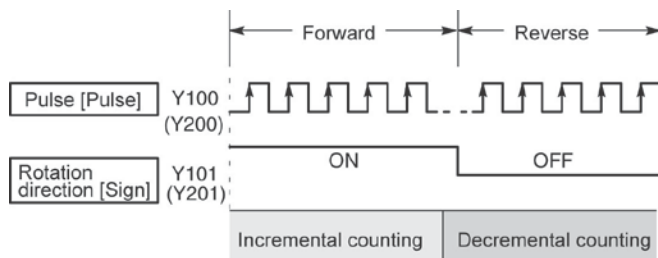 Forward Reverse
Pulse [Pulse] Y100
(Y200)
ON OFF
Rotation Y101
direction [Sign] (Y201)
Incremental counting Decremental counting